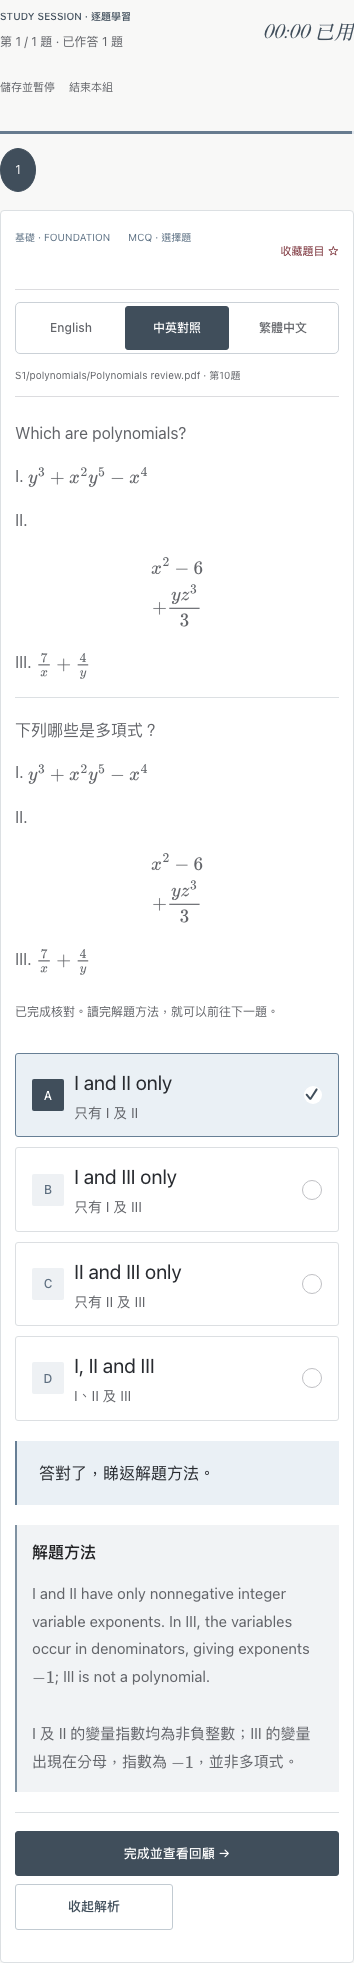 STUDY SESSION · 逐題學習
00:00 已用
第 1 / 1 題 · 已作答 1 題
儲存並暫停 結束本組
1
基礎 · FOUNDATION MCQ · 選擇題
收藏題目 ☆
English 中英對照 繁體中文
S1/polynomials/Polynomials review.pdf · 第10題
Which are polynomials?
I. y³ + x²y⁵ − x⁴
II.
x² − 6
+ yz³/3
III. 7/x + 4/y
下列哪些是多項式？
I. y³ + x²y⁵ − x⁴
II.
x² − 6
+ yz³/3
III. 7/x + 4/y
已完成核對。讀完解題方法，就可以前往下一題。
A I and II only
只有 I 及 II
B I and III only
只有 I 及 III
C II and III only
只有 II 及 III
D I, II and III
I、II 及 III
答對了，睇返解題方法。
解題方法
I and II have only nonnegative integer
variable exponents. In III, the variables
occur in denominators, giving exponents
−1; III is not a polynomial.
I 及 II 的變量指數均為非負整數；III 的變量
出現在分母，指數為 −1，並非多項式。
完成並查看回顧 →
收起解析